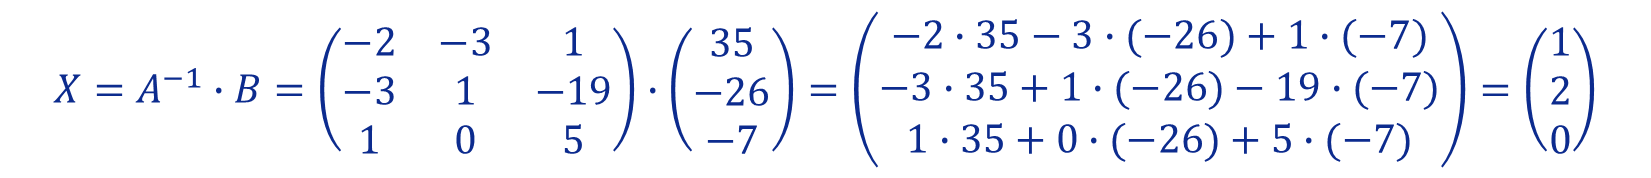 X = A⁻¹ · B = ( −2 −3 1 ; −3 1 −19 ; 1 0 5 ) · ( 35 ; −26 ; −7 ) = ( −2 · 35 − 3 · (−26) + 1 · (−7) ; −3 · 35 + 1 · (−26) − 19 · (−7) ; 1 · 35 + 0 · (−26) + 5 · (−7) ) = ( 1 ; 2 ; 0 )